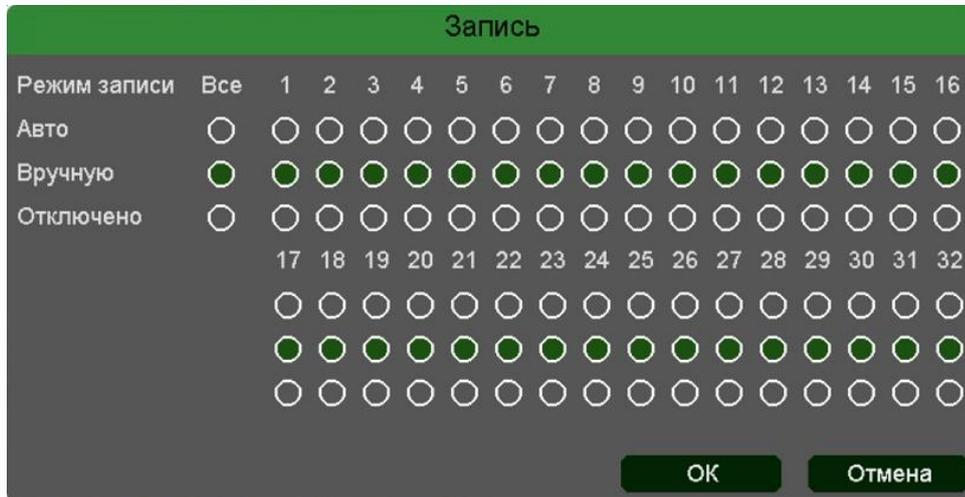 Запись
Режим записи Все 1 2 3 4 5 6 7 8 9 10 11 12 13 14 15 16
Авто
Вручную
Отключено
17 18 19 20 21 22 23 24 25 26 27 28 29 30 31 32
ОК Отмена